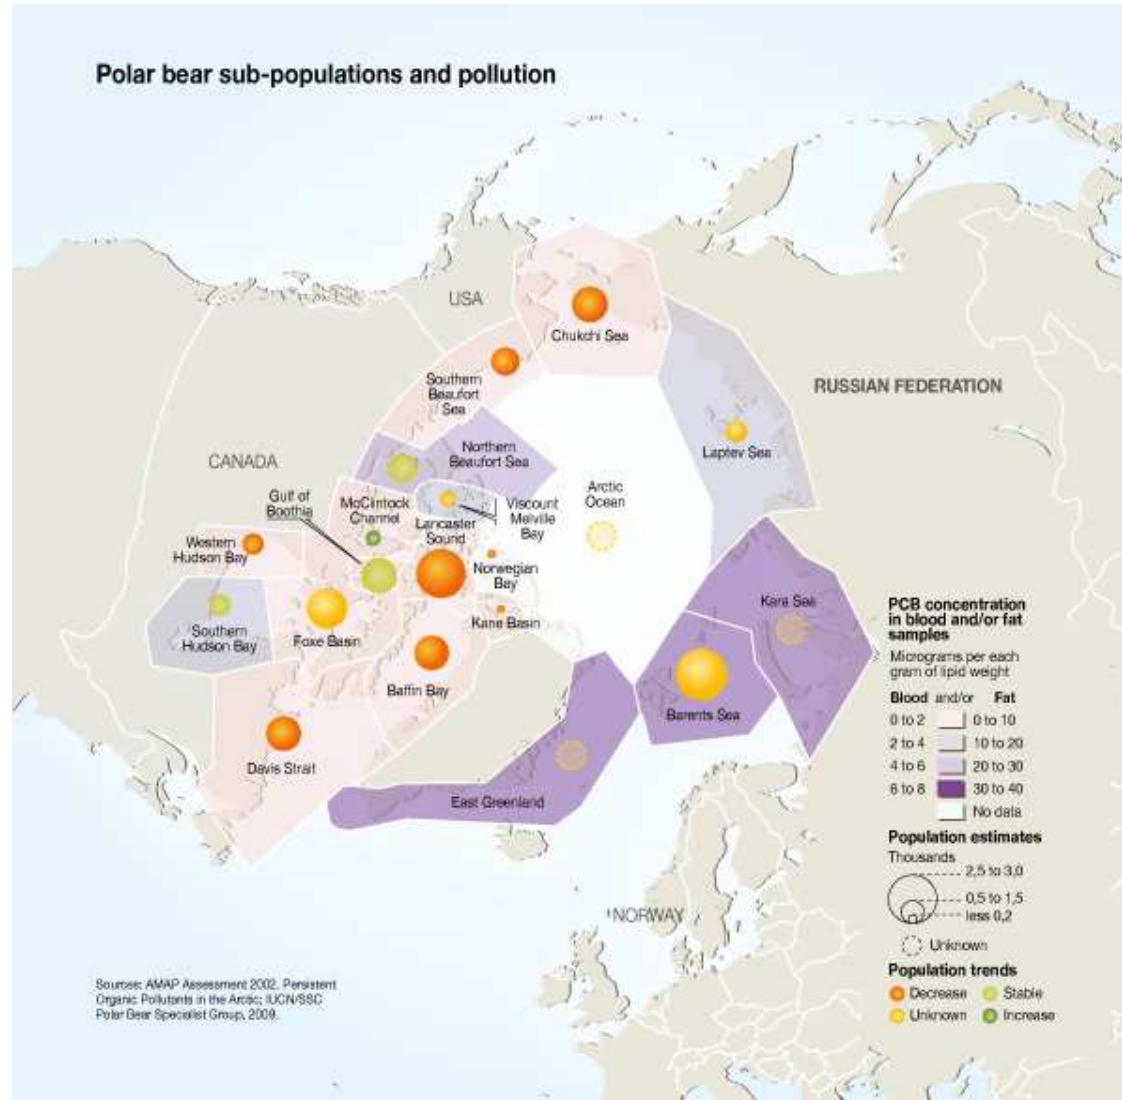 Polar bear sub-populations and pollution
USA
Chukchi Sea
Southern
Beaufort
Sea
RUSSIAN FEDERATION
Northern
Beaufort Sea
Laptev Sea
CANADA
Gulf of
Boothia
McClintock
Channel
Lancaster
Sound
Viscount
Melville
Bay
Arctic
Ocean
Western
Hudson Bay
Norwegian
Bay
Kara Sea
Kane Basin
Southern
Hudson Bay
Foxe Basin
Baffin Bay
Barents Sea
Davis Strait
East Greenland
NORWAY
PCB concentration
in blood and/or fat
samples
Micrograms per each
gram of lipid weight
Blood and/or Fat
0 to 2 0 to 10
2 to 4 10 to 20
4 to 6 20 to 30
6 to 8 30 to 40
No data
Population estimates
Thousands
2,5 to 3,0
0,5 to 1,5
less 0,2
Unknown
Population trends
Decrease Stable
Unknown Increase
Sources: AMAP Assessment 2002. Persistent
Organic Pollutants in the Arctic; IUCN/SSC
Polar Bear Specialist Group, 2009.